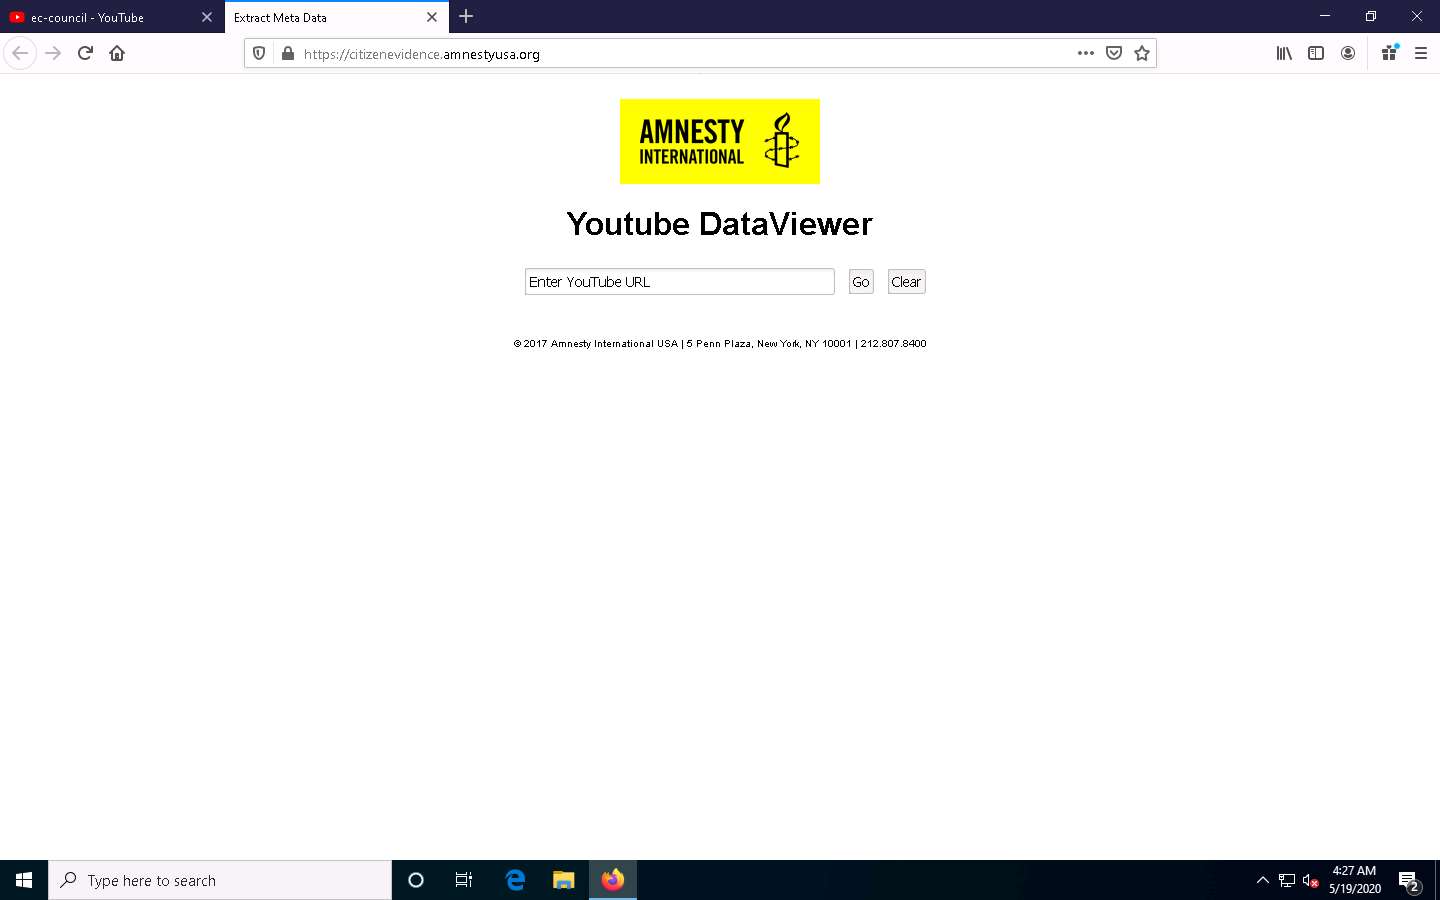 ec-council - YouTube
Extract Meta Data
https://citizenevidence.amnestyusa.org
AMNESTY
INTERNATIONAL
Youtube DataViewer
Enter YouTube URL Go Clear
© 2017 Amnesty International USA | 5 Penn Plaza, New York, NY 10001 | 212.807.8400
Type here to search
4:27 AM
5/19/2020
2